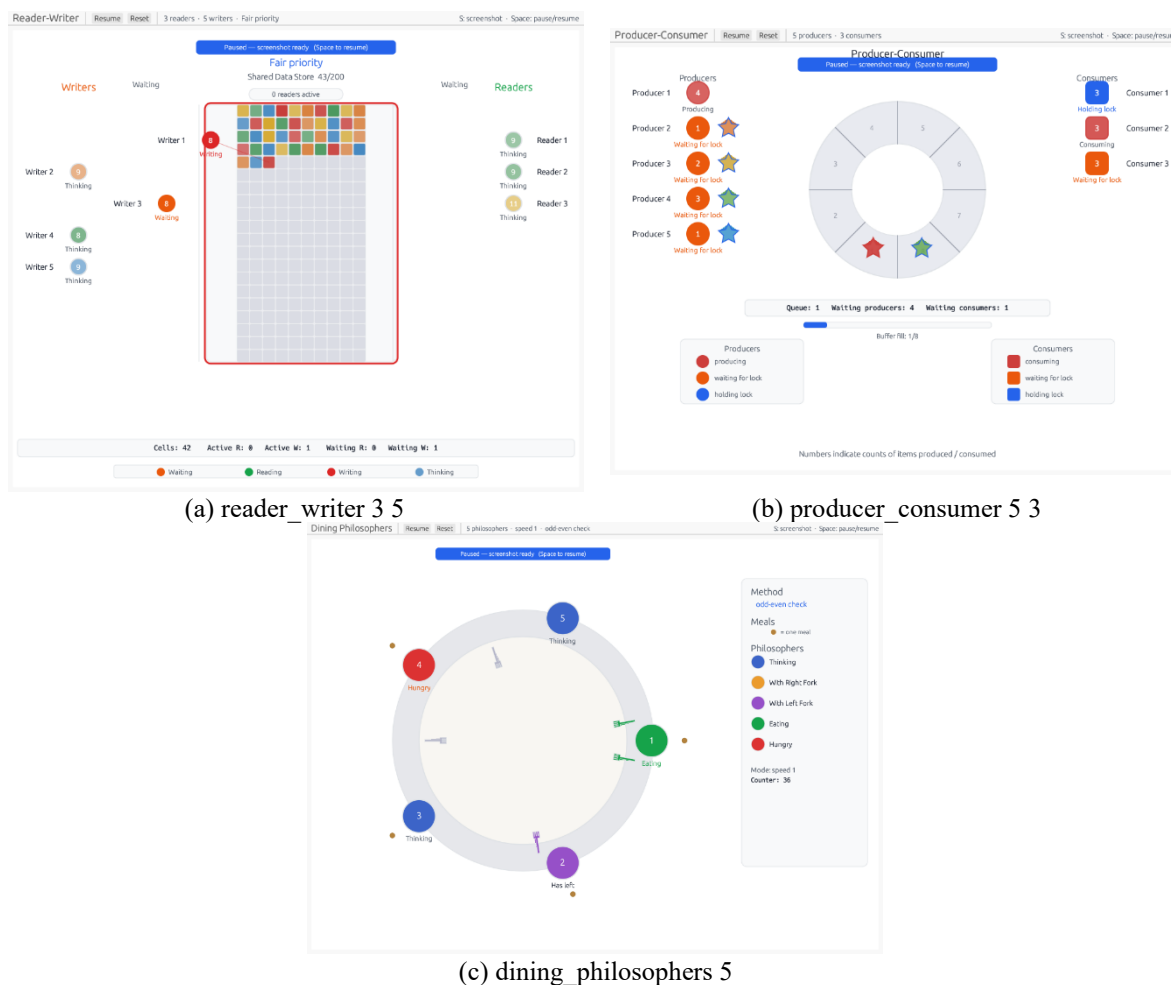 Reader-Writer Resume Reset 3 readers · 5 writers · Fair priority S: screenshot · Space: pause/resume
Paused — screenshot ready (Space to resume)
Fair priority
Shared Data Store 43/200
Writers Waiting 0 readers active Waiting Readers
Writer 1 8 Writing
9 Thinking Reader 1
Writer 2 9 Thinking
9 Thinking Reader 2
Writer 3 8 Waiting
11 Thinking Reader 3
Writer 4 8 Thinking
Writer 5 9 Thinking
Cells: 42 Active R: 0 Active W: 1 Waiting R: 0 Waiting W: 1
Waiting Reading Writing Thinking
(a) reader_writer 3 5
Producer-Consumer Resume Reset 5 producers · 3 consumers S: screenshot · Space: pause/resum
Producer-Consumer
Paused — screenshot ready (Space to resume)
Producers
Producer 1 4
Producing
Producer 2 1
Waiting for lock
Producer 3 2
Waiting for lock
Producer 4 3
Waiting for lock
Producer 5 1
Waiting for lock
4 5
3 6
2 7
Consumers
3 Consumer 1
Holding lock
3 Consumer 2
Consuming
3 Consumer 3
Waiting for lock
Queue: 1 Waiting producers: 4 Waiting consumers: 1
Buffer fill: 1/8
Producers
producing
waiting for lock
holding lock
Consumers
consuming
waiting for lock
holding lock
Numbers indicate counts of items produced / consumed
(b) producer_consumer 5 3
Dining Philosophers Resume Reset 5 philosophers · speed 1 · odd-even check S: screenshot · Space: pause/resume
Paused — screenshot ready (Space to resume)
5
Thinking
4
Hungry
1
Eating
3
Thinking
2
Has left
Method
odd-even check
Meals
= one meal
Philosophers
Thinking
With Right Fork
With Left Fork
Eacing
Hungry
Mode: speed 1
Counter: 36
(c) dining_philosophers 5